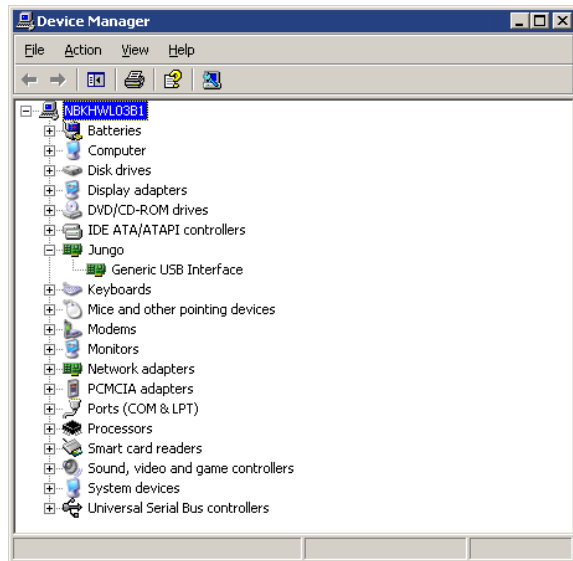 Device Manager
File Action View Help
NBKHWL03B1
Batteries
Computer
Disk drives
Display adapters
DVD/CD-ROM drives
IDE ATA/ATAPI controllers
Jungo
Generic USB Interface
Keyboards
Mice and other pointing devices
Modems
Monitors
Network adapters
PCMCIA adapters
Ports (COM & LPT)
Processors
Smart card readers
Sound, video and game controllers
System devices
Universal Serial Bus controllers